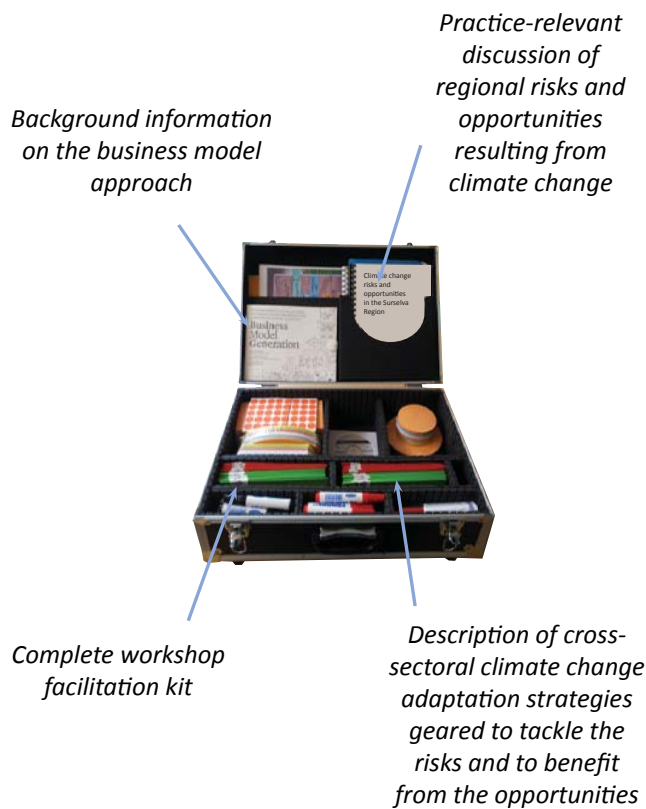 Practice-relevant
discussion of
regional risks and
opportunities
resulting from
climate change
Background information
on the business model
approach
Climate change
risks and
opportunities
in the Surselva
Region
Business
Model
Generation
Complete workshop
facilitation kit
Description of cross-
sectoral climate change
adaptation strategies
geared to tackle the
risks and to benefit
from the opportunities